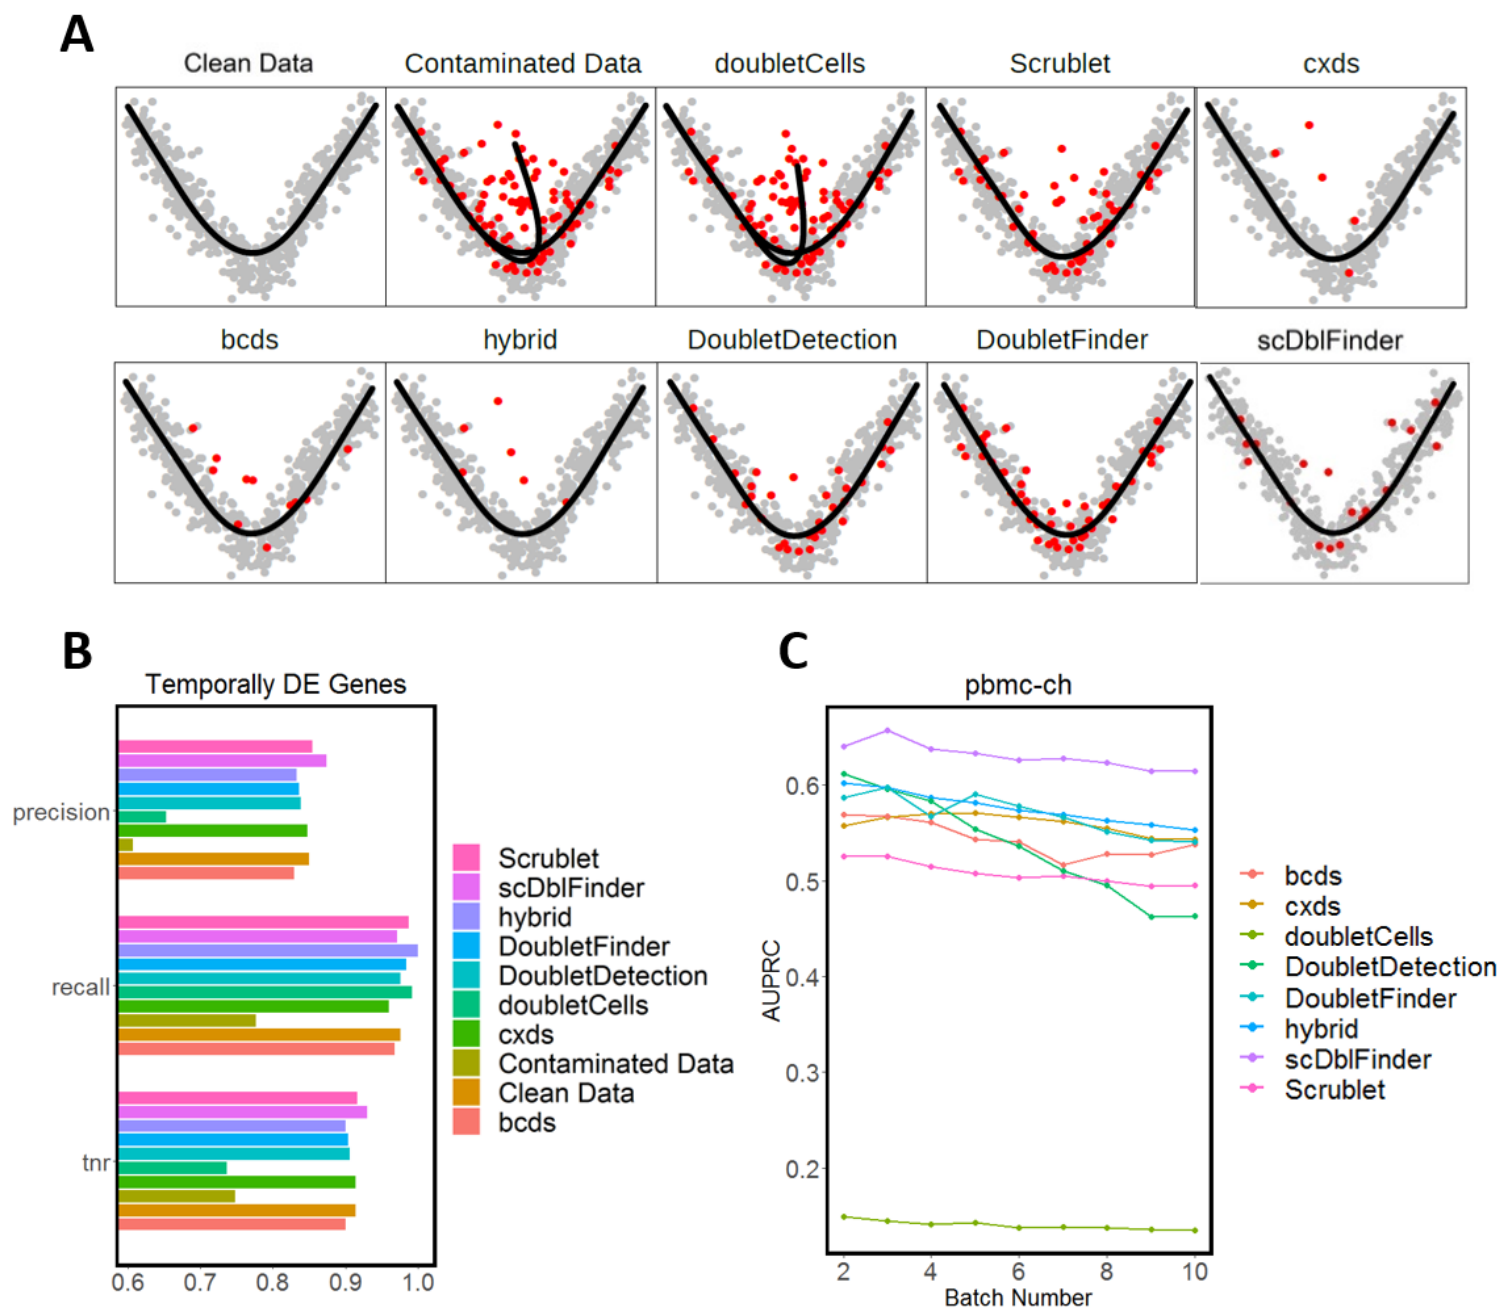 A
Clean Data
Contaminated Data
doubletCells
Scrublet
cxds
bcds
hybrid
DoubletDetection
DoubletFinder
scDblFinder
B
Temporally DE Genes
precision
recall
tnr
0.6 0.7 0.8 0.9 1.0
Scrublet
scDblFinder
hybrid
DoubletFinder
DoubletDetection
doubletCells
cxds
Contaminated Data
Clean Data
bcds
C
pbmc-ch
AUPRC
0.6
0.5
0.4
0.3
0.2
2 4 6 8 10
Batch Number
bcds
cxds
doubletCells
DoubletDetection
DoubletFinder
hybrid
scDblFinder
Scrublet